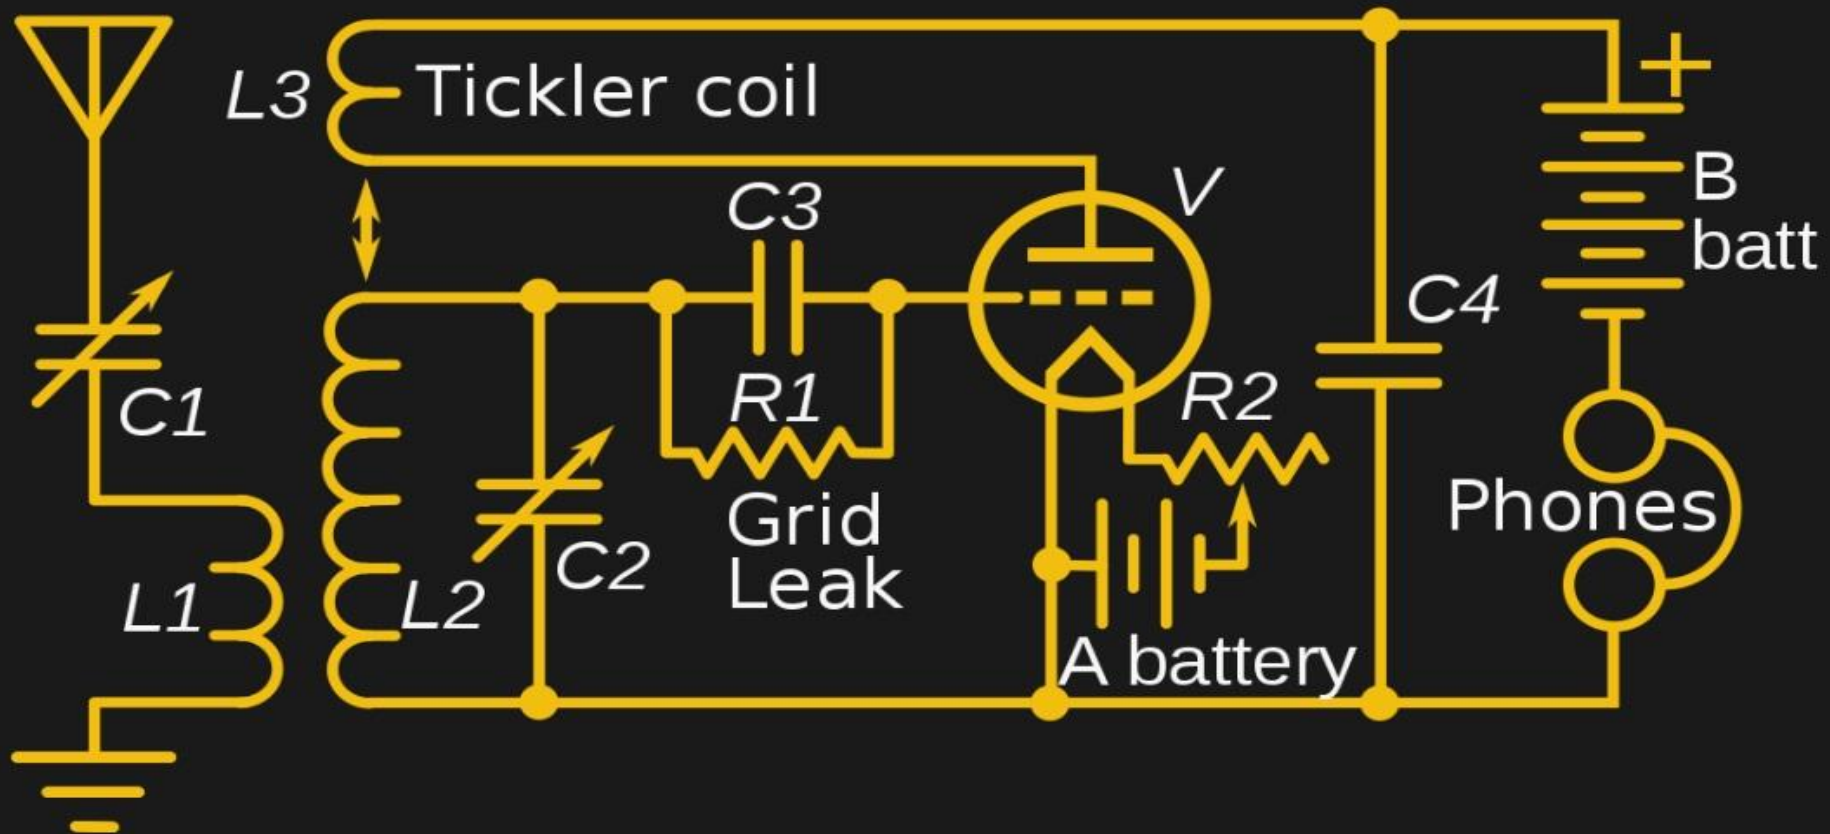 +
L3
Tickler coil
V
C3
B
batt
C4
C1
R1
R2
Grid
Leak
Phones
C2
L1
L2
A battery